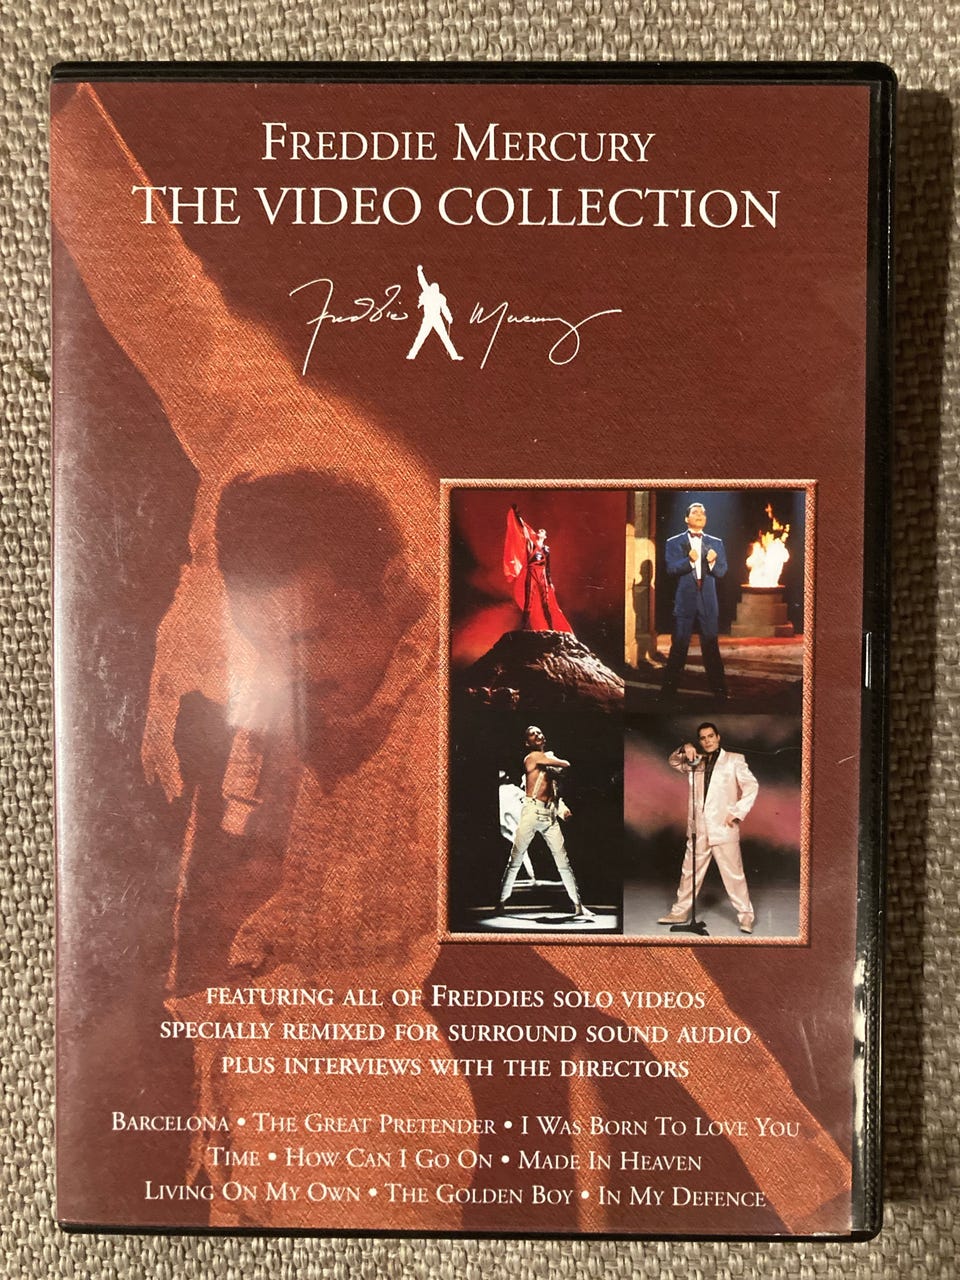 Freddie Mercury
THE VIDEO COLLECTION
Freddie Mercury
FEATURING ALL OF FREDDIES SOLO VIDEOS
SPECIALLY REMIXED FOR SURROUND SOUND AUDIO
PLUS INTERVIEWS WITH THE DIRECTORS
BARCELONA • THE GREAT PRETENDER • I WAS BORN TO LOVE YOU
TIME • HOW CAN I GO ON • MADE IN HEAVEN
LIVING ON MY OWN • THE GOLDEN BOY • IN MY DEFENCE